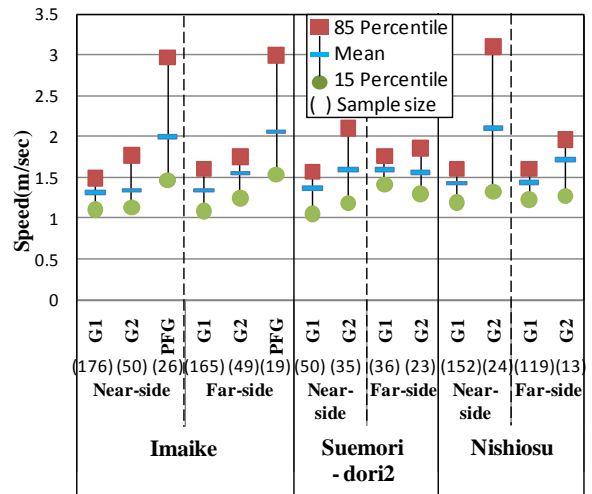 3.5
3
2.5
2
1.5
1
0.5
0
Speed(m/sec)
85 Percentile
Mean
15 Percentile
( ) Sample size
G1 G2 PFG G1 G2 PFG G1 G2 G1 G2 G1 G2 G1 G2
(176) (50) (26) (165) (49) (19) (50) (35) (36) (23) (152) (24) (119) (13)
Near-side Far-side Near-side Far-side Near-side Far-side
Imaike Suemori-dori2 Nishiosu